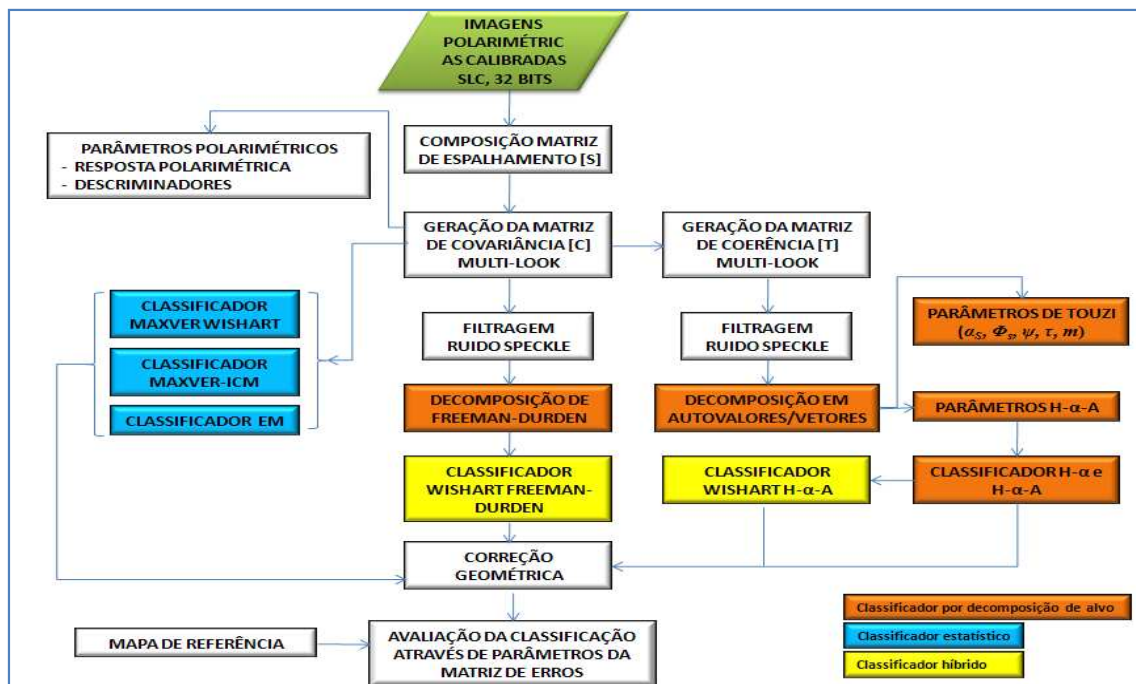 IMAGENS
POLARIMÉTRIC
AS CALIBRADAS
SLC, 32 BITS
COMPOSIÇÃO MATRIZ
DE ESPALHAMENTO [S]
PARÂMETROS POLARIMÉTRICOS
- RESPOSTA POLARIMÉTRICA
- DESCRIMINADORES
GERAÇÃO DA MATRIZ
DE COVARIÂNCIA [C]
MULTI-LOOK
GERAÇÃO DA MATRIZ
DE COERÊNCIA [T]
MULTI-LOOK
CLASSIFICADOR
MAXVER WISHART
CLASSIFICADOR
MAXVER-ICM
CLASSIFICADOR EM
FILTRAGEM
RUIDO SPECKLE
FILTRAGEM
RUIDO SPECKLE
PARÂMETROS DE TOUZI
(αS, Φs, ψ, τ, m)
DECOMPOSIÇÃO DE
FREEMAN-DURDEN
DECOMPOSIÇÃO EM
AUTOVALORES/VETORES
PARÂMETROS H-α-A
CLASSIFICADOR
WISHART FREEMAN-
DURDEN
CLASSIFICADOR
WISHART H-α-A
CLASSIFICADOR H-α e
H-α-A
CORREÇÃO
GEOMÉTRICA
MAPA DE REFERÊNCIA
AVALIAÇÃO DA CLASSIFICAÇÃO
ATRAVÉS DE PARÂMETROS DA
MATRIZ DE ERROS
Classificador por decomposição de alvo
Classificador estatístico
Classificador híbrido